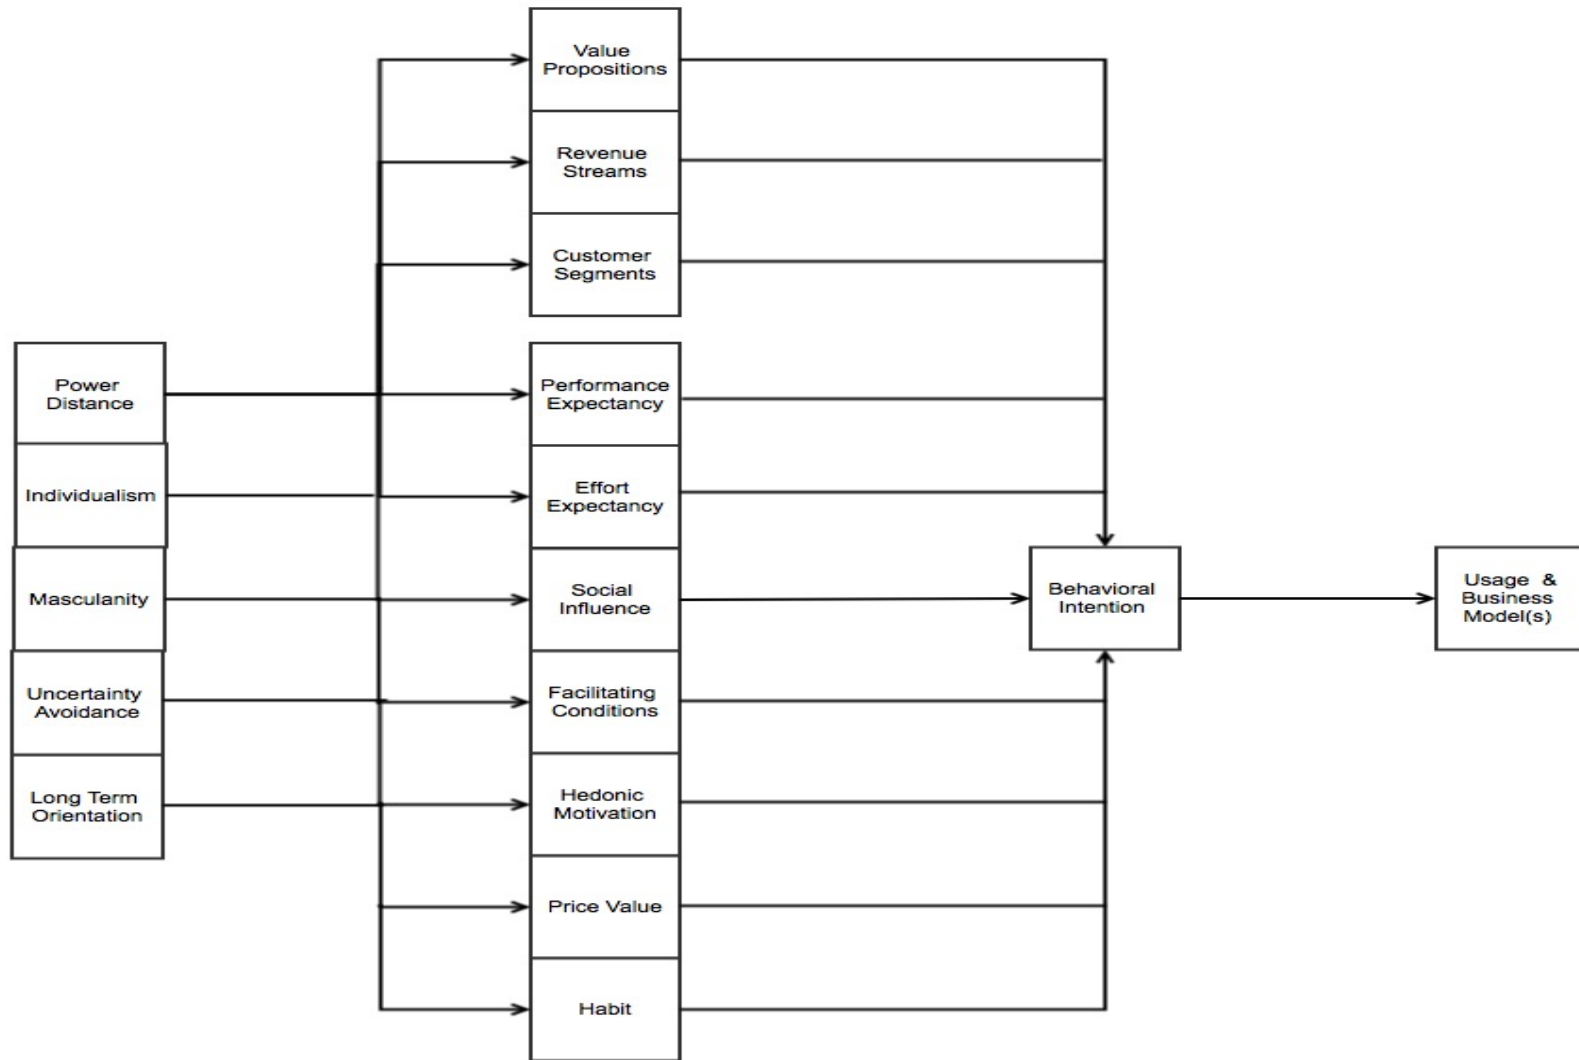 Value
Propositions
Revenue
Streams
Customer
Segments
Power
Distance
Individualism
Masculanity
Uncertainty
Avoidance
Long Term
Orientation
Performance
Expectancy
Effort
Expectancy
Social
Influence
Facilitating
Conditions
Hedonic
Motivation
Price Value
Habit
Behavioral
Intention
Usage &
Business
Model(s)